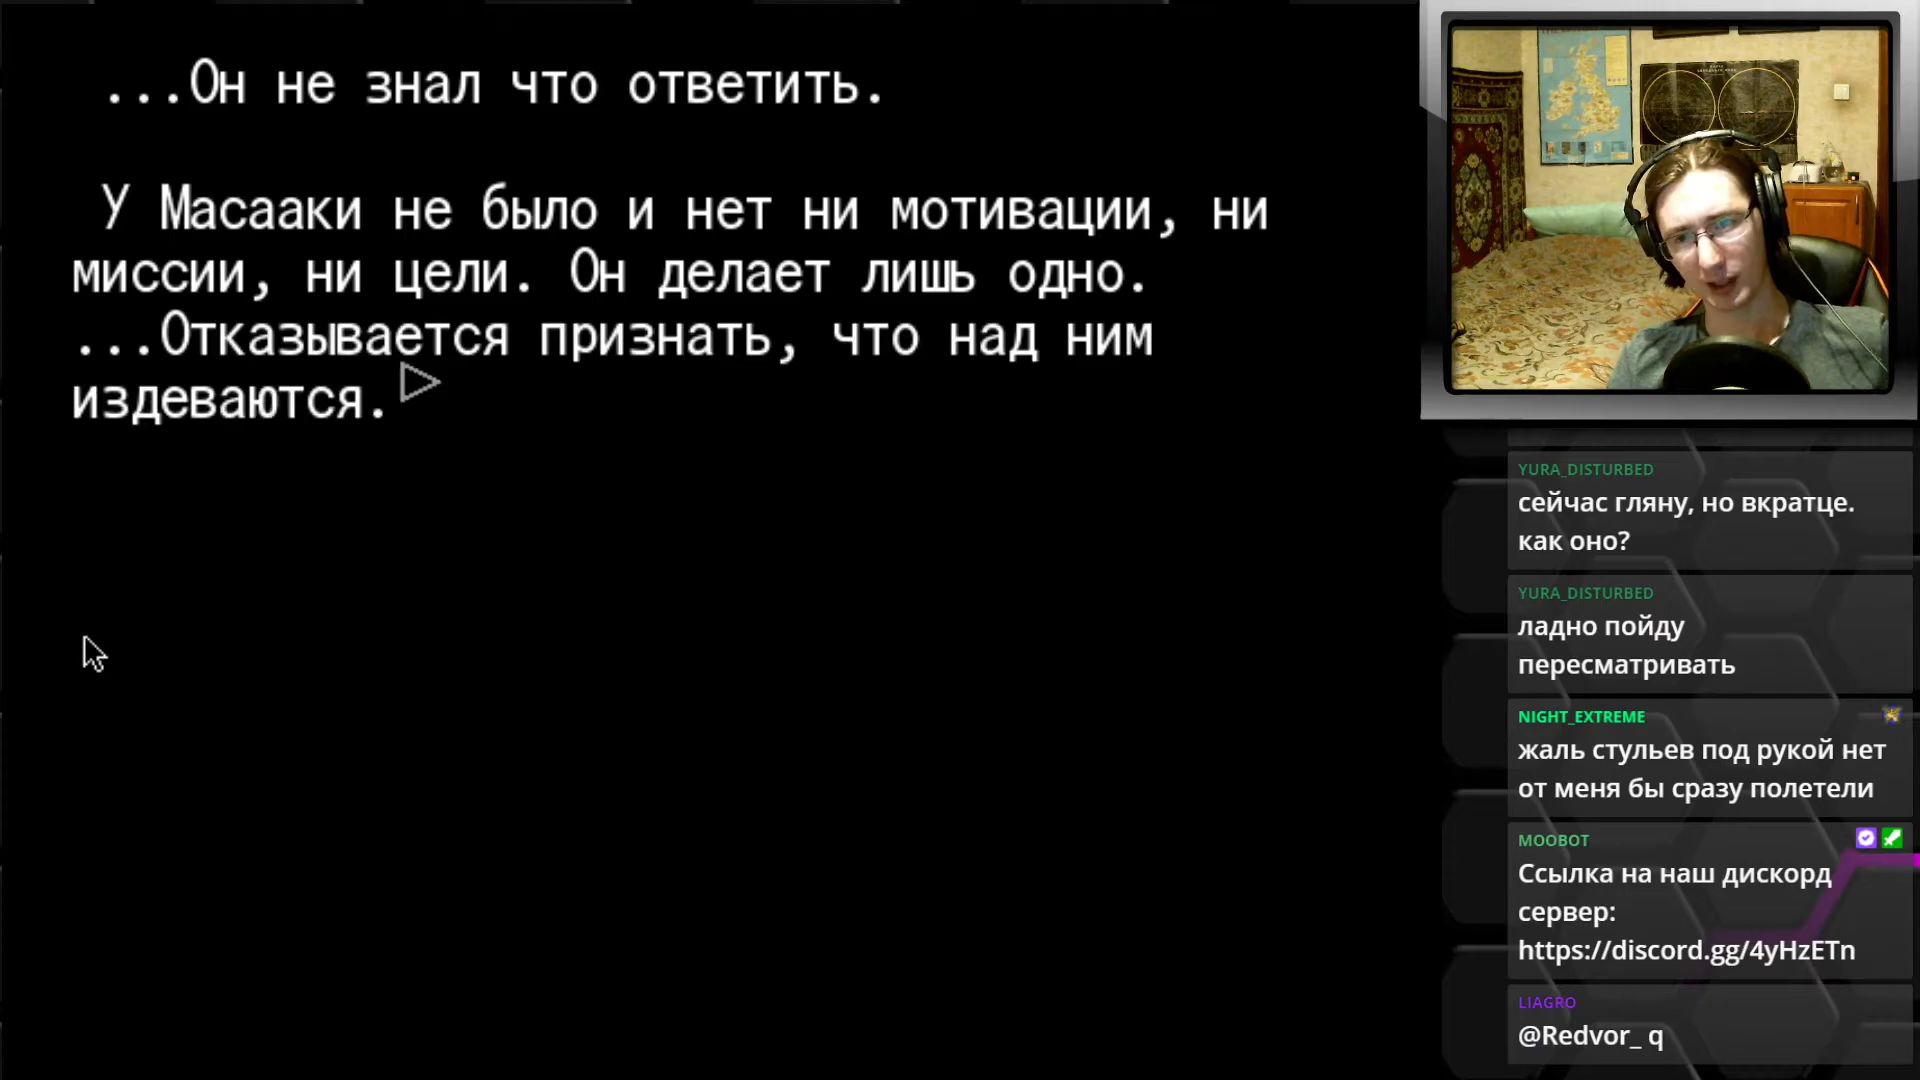 ...Он не знал что ответить.
У Масааки не было и нет ни мотивации, ни
миссии, ни цели. Он делает лишь одно.
...Отказывается признать, что над ним
издеваются.
YURA_DISTURBED
сейчас гляну, но вкратце.
как оно?
YURA_DISTURBED
ладно пойду
пересматривать
NIGHT_EXTREME
жаль стульев под рукой нет
от меня бы сразу полетели
MOOBOT
Ссылка на наш дискорд
сервер:
https://discord.gg/4yHzETn
LIAGRO
@Redvor_ q